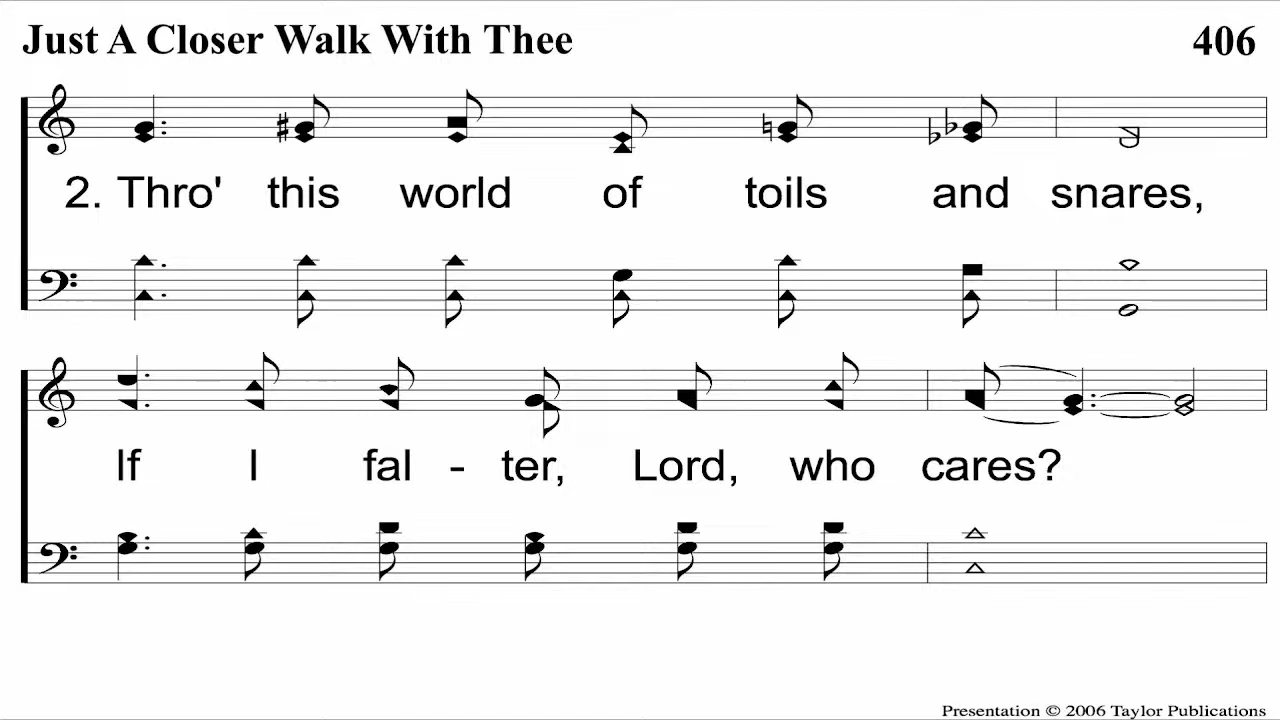 Just A Closer Walk With Thee 406
2. Thro' this world of toils and snares,
If I fal - ter, Lord, who cares?
Presentation © 2006 Taylor Publications